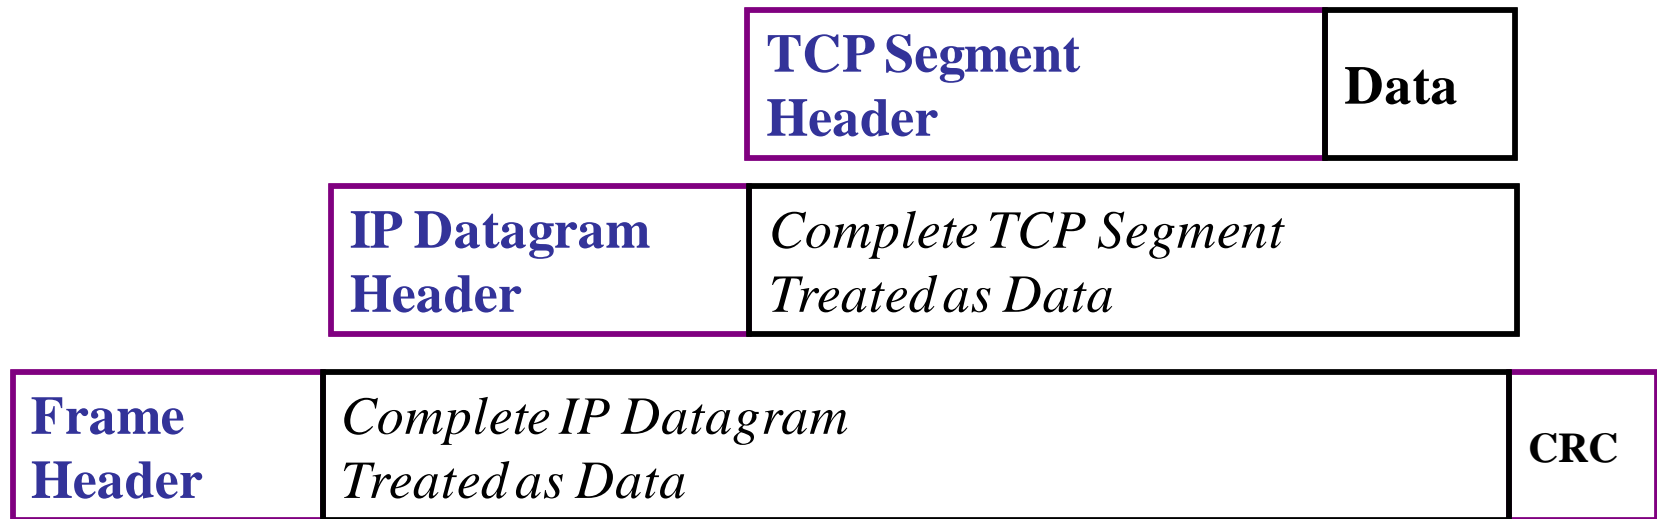 TCP Segment
Header
Data
IP Datagram
Header
Complete TCP Segment
Treated as Data
Frame
Header
Complete IP Datagram
Treated as Data
CRC